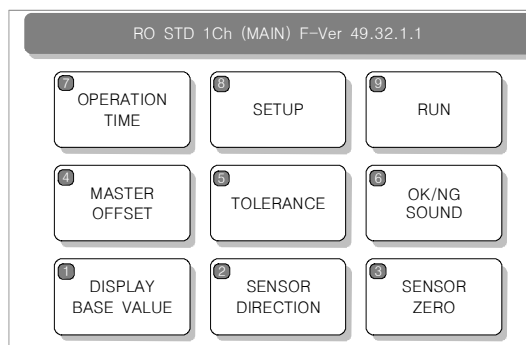 RO STD 1Ch (MAIN) F-Ver 49.32.1.1
7
OPERATION
TIME
8
SETUP
9
RUN
4
MASTER
OFFSET
5
TOLERANCE
6
OK/NG
SOUND
1
DISPLAY
BASE VALUE
2
SENSOR
DIRECTION
3
SENSOR
ZERO